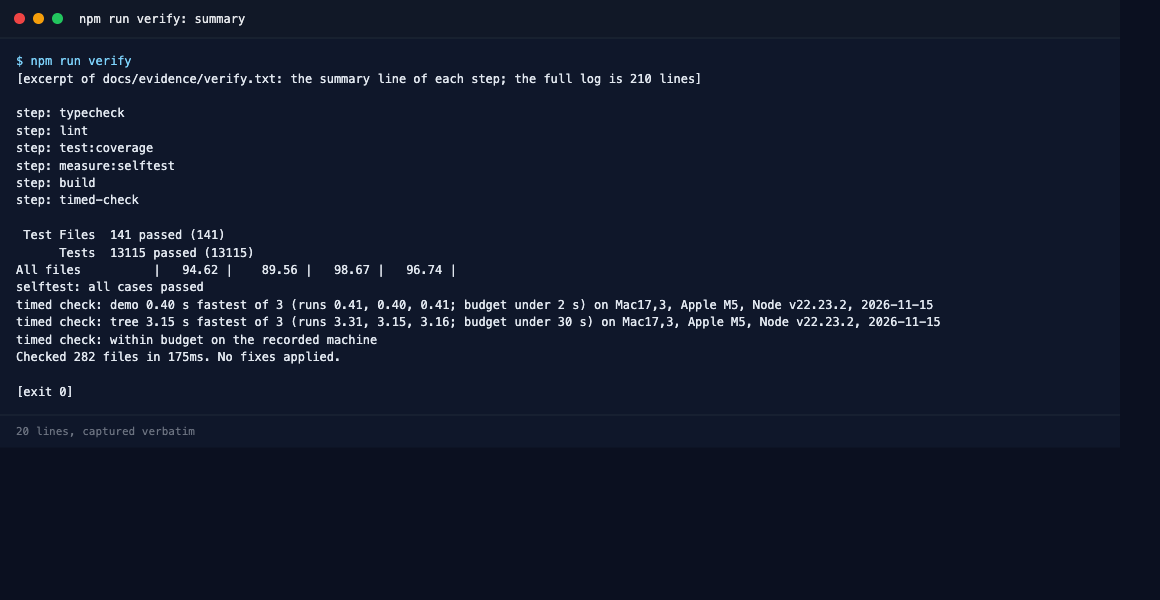 npm run verify: summary
$ npm run verify
[excerpt of docs/evidence/verify.txt: the summary line of each step; the full log is 210 lines]
step: typecheck
step: lint
step: test:coverage
step: measure:selftest
step: build
step: timed-check
Test Files  141 passed (141)
Tests  13115 passed (13115)
All files          |   94.62 |    89.56 |   98.67 |   96.74 |
selftest: all cases passed
timed check: demo 0.40 s fastest of 3 (runs 0.41, 0.40, 0.41; budget under 2 s) on Mac17,3, Apple M5, Node v22.23.2, 2026-11-15
timed check: tree 3.15 s fastest of 3 (runs 3.31, 3.15, 3.16; budget under 30 s) on Mac17,3, Apple M5, Node v22.23.2, 2026-11-15
timed check: within budget on the recorded machine
Checked 282 files in 175ms. No fixes applied.
[exit 0]
20 lines, captured verbatim